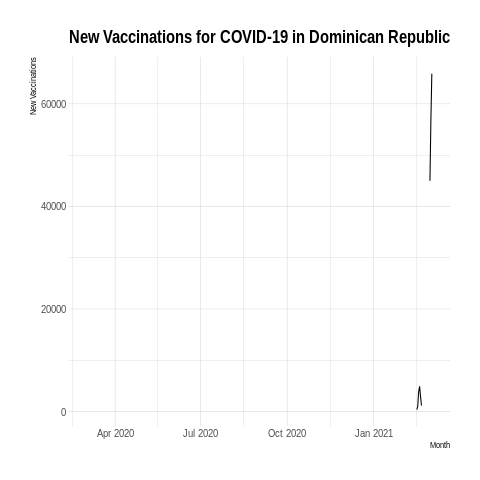 New Vaccinations for COVID-19 in Dominican Republic
New Vaccinations
60000
40000
20000
0
Apr 2020 Jul 2020 Oct 2020 Jan 2021
Month